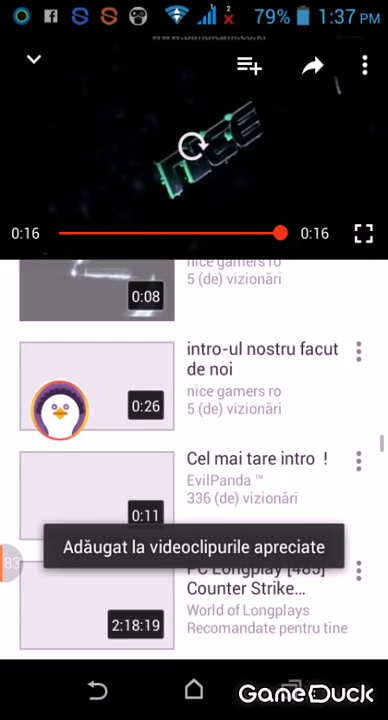 79% 1:37 PM
www.bandicam.co.kr
nice
0:16
0:16
nice gamers ro
5 (de) vizionări
0:08
intro-ul nostru facut
de noi
nice gamers ro
5 (de) vizionări
0:26
Cel mai tare intro !
EvilPanda ™
336 (de) vizionări
0:11
Adăugat la videoclipurile apreciate
83
PC Longplay [485]
Counter Strike...
World of Longplays
Recomandate pentru tine
2:18:19
GameDuck